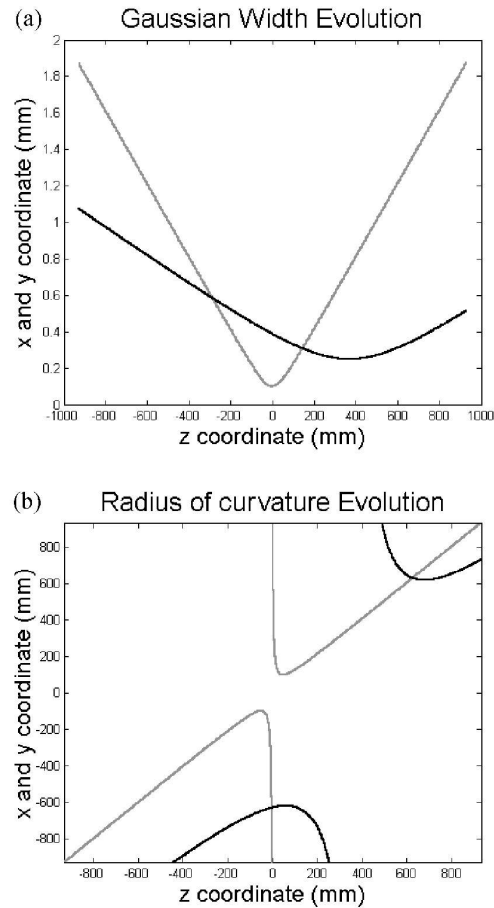 (a) Gaussian Width Evolution
x and y coordinate (mm)
2
1.8
1.6
1.4
1.2
1
0.8
0.6
0.4
0.2
0
-1000 -800 -600 -400 -200 0 200 400 600 800 1000
z coordinate (mm)
(b) Radius of curvature Evolution
x and y coordinate (mm)
800
600
400
200
0
-200
-400
-600
-800
-800 -600 -400 -200 0 200 400 600 800
z coordinate (mm)